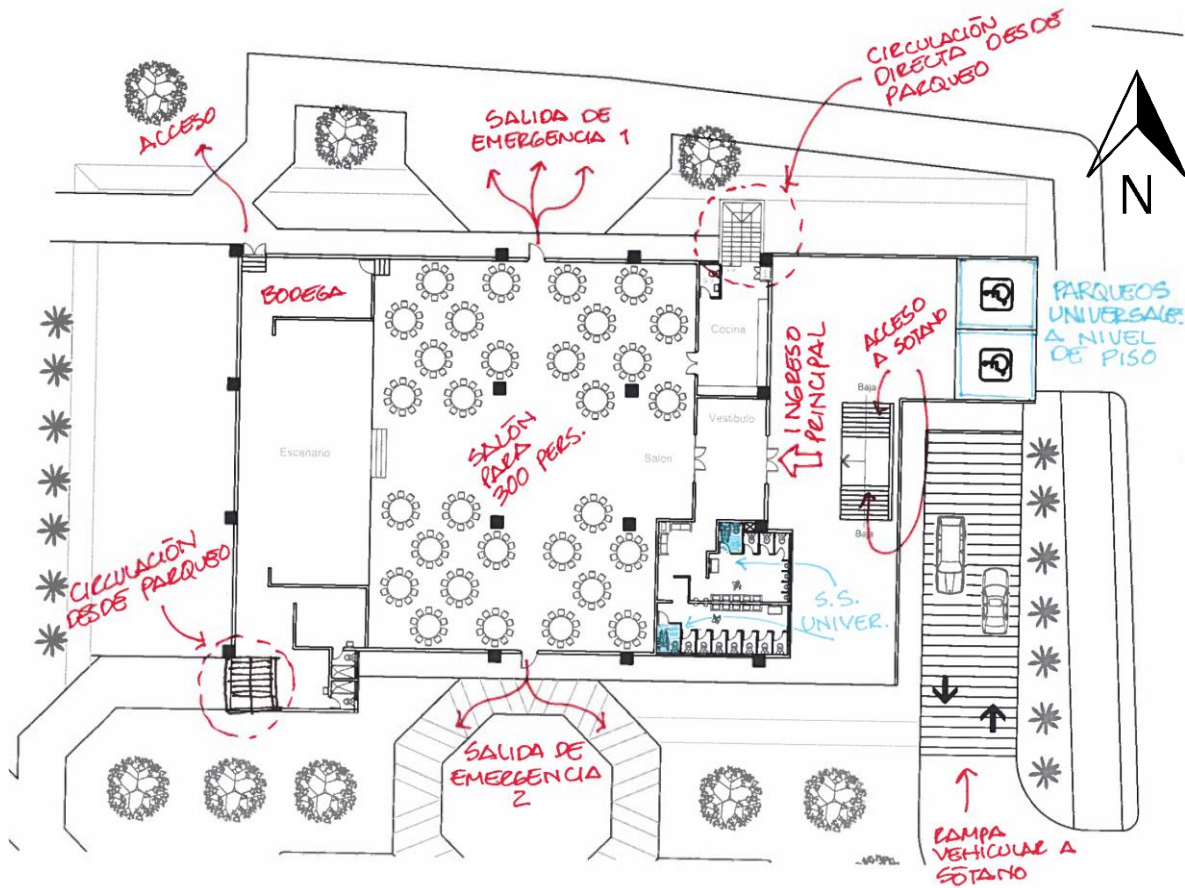 CIRCULACIÓN
DIRECTA DESDE
PARQUEO
ACCESO
SALIDA DE
EMERGENCIA 1
N
BODEGA
Cocina
PARQUEOS
UNIVERSALES
A NIVEL
DE PISO
ACCESO
A SOTANO
INGRESO
PRINCIPAL
Baja
Vestibulo
Escenario
SALÓN
PARA
300 PERS.
Salon
Baja
CIRCULACIÓN
DESDE PARQUEO
S.S.
UNIVER.
SALIDA DE
EMERGENCIA
2
RAMPA
VEHICULAR A
SÓTANO